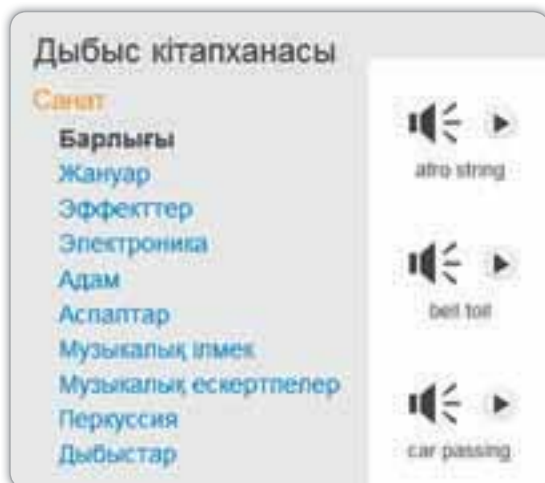 Дыбыс кітапханасы
Санат
Барлығы
Жануар
Эффекттер
Электроника
Адам
Аспаптар
Музыкалық ілмек
Музыкалық ескертпелер
Перкуссия
Дыбыстар
afro string
bell toll
car passing